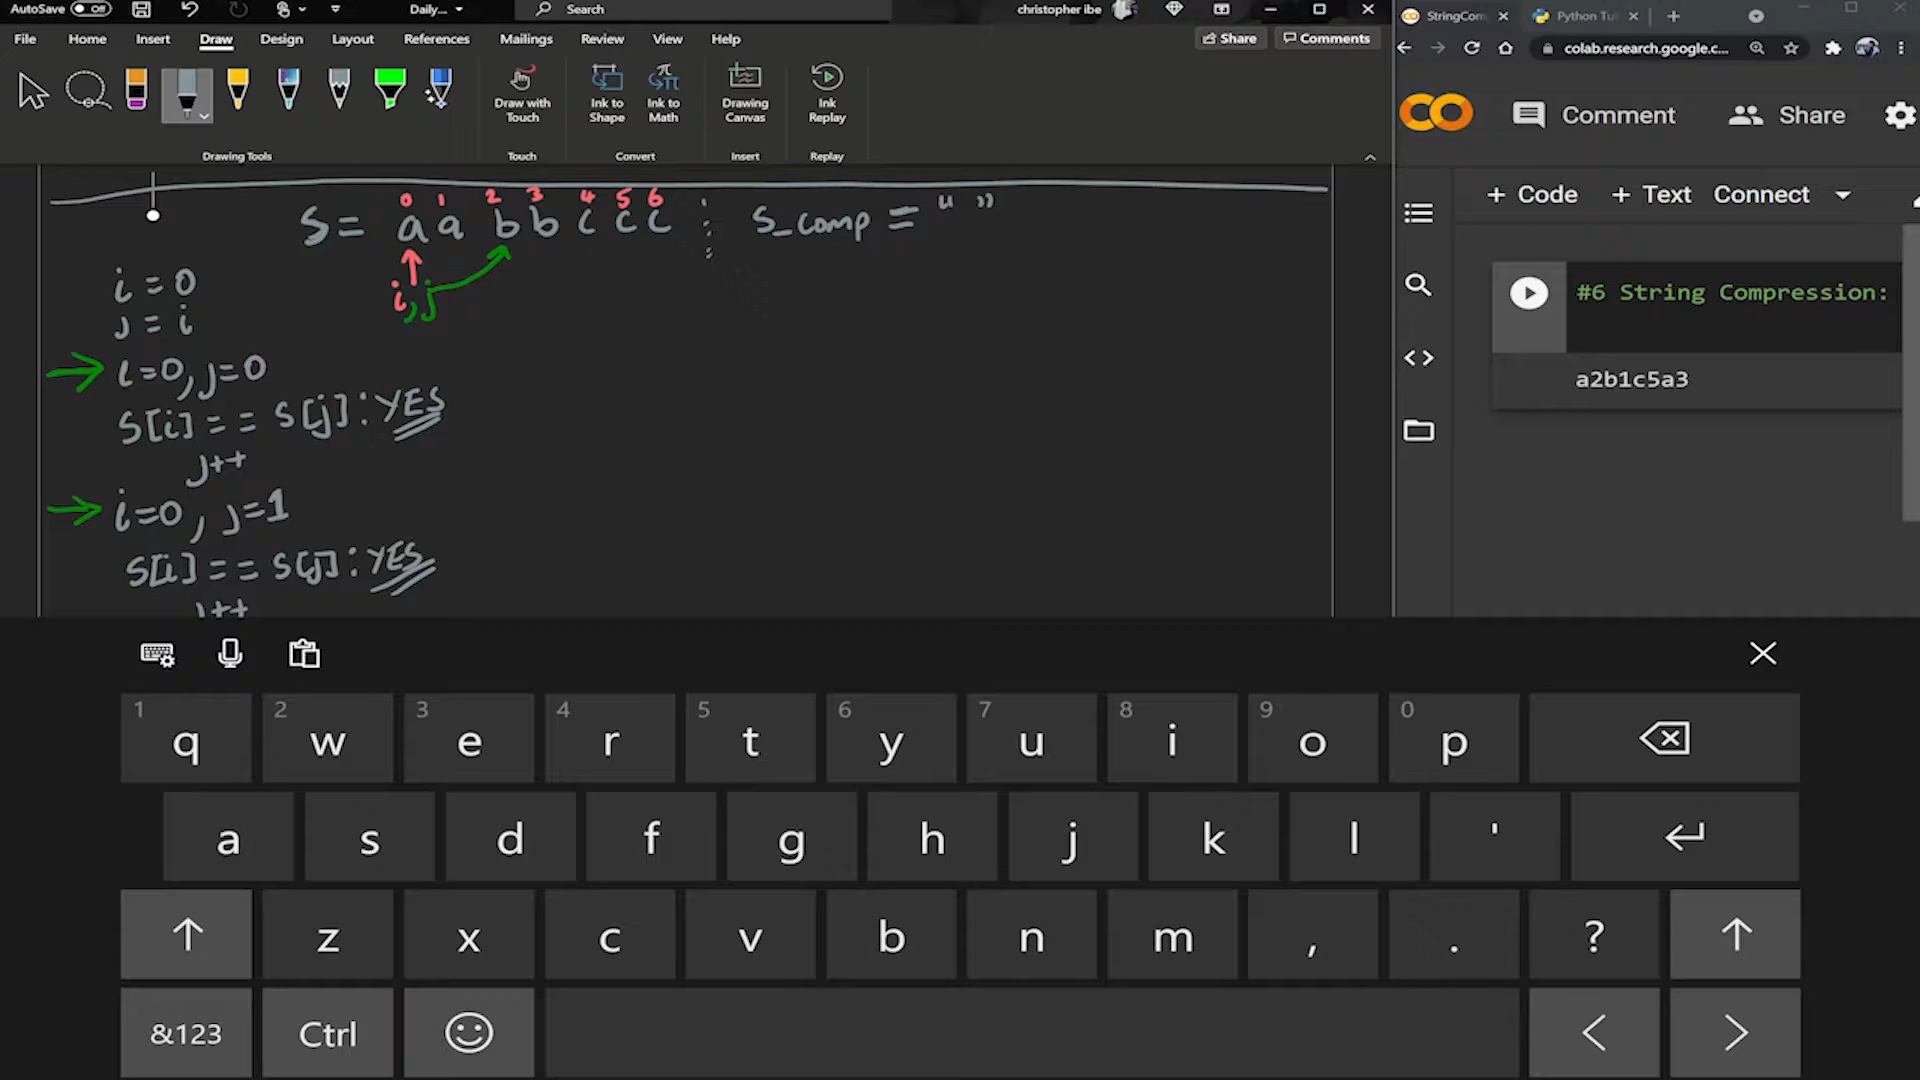 AutoSave Off Daily... Search christopher ibe
File Home Insert Draw Design Layout References Mailings Review View Help Share Comments
Draw with Touch
Ink to Shape
Ink to Math
Drawing Canvas
Ink Replay
Drawing Tools Touch Convert Insert Replay
0 1 2 3 4 5 6
S = a a b b c c c : S_comp = " "
i, j
i = 0
j = i
i=0, j=0
S[i] == S[j] : YES
j++
i=0, j=1
S[i] == S[j] : YES
j++
StringCom Python Tu
colab.research.google.c...
Comment Share
+ Code + Text Connect
#6 String Compression:
a2b1c5a3
1 2 3 4 5 6 7 8 9 0
q w e r t y u i o p
a s d f g h j k l '
z x c v b n m , . ?
&123 Ctrl